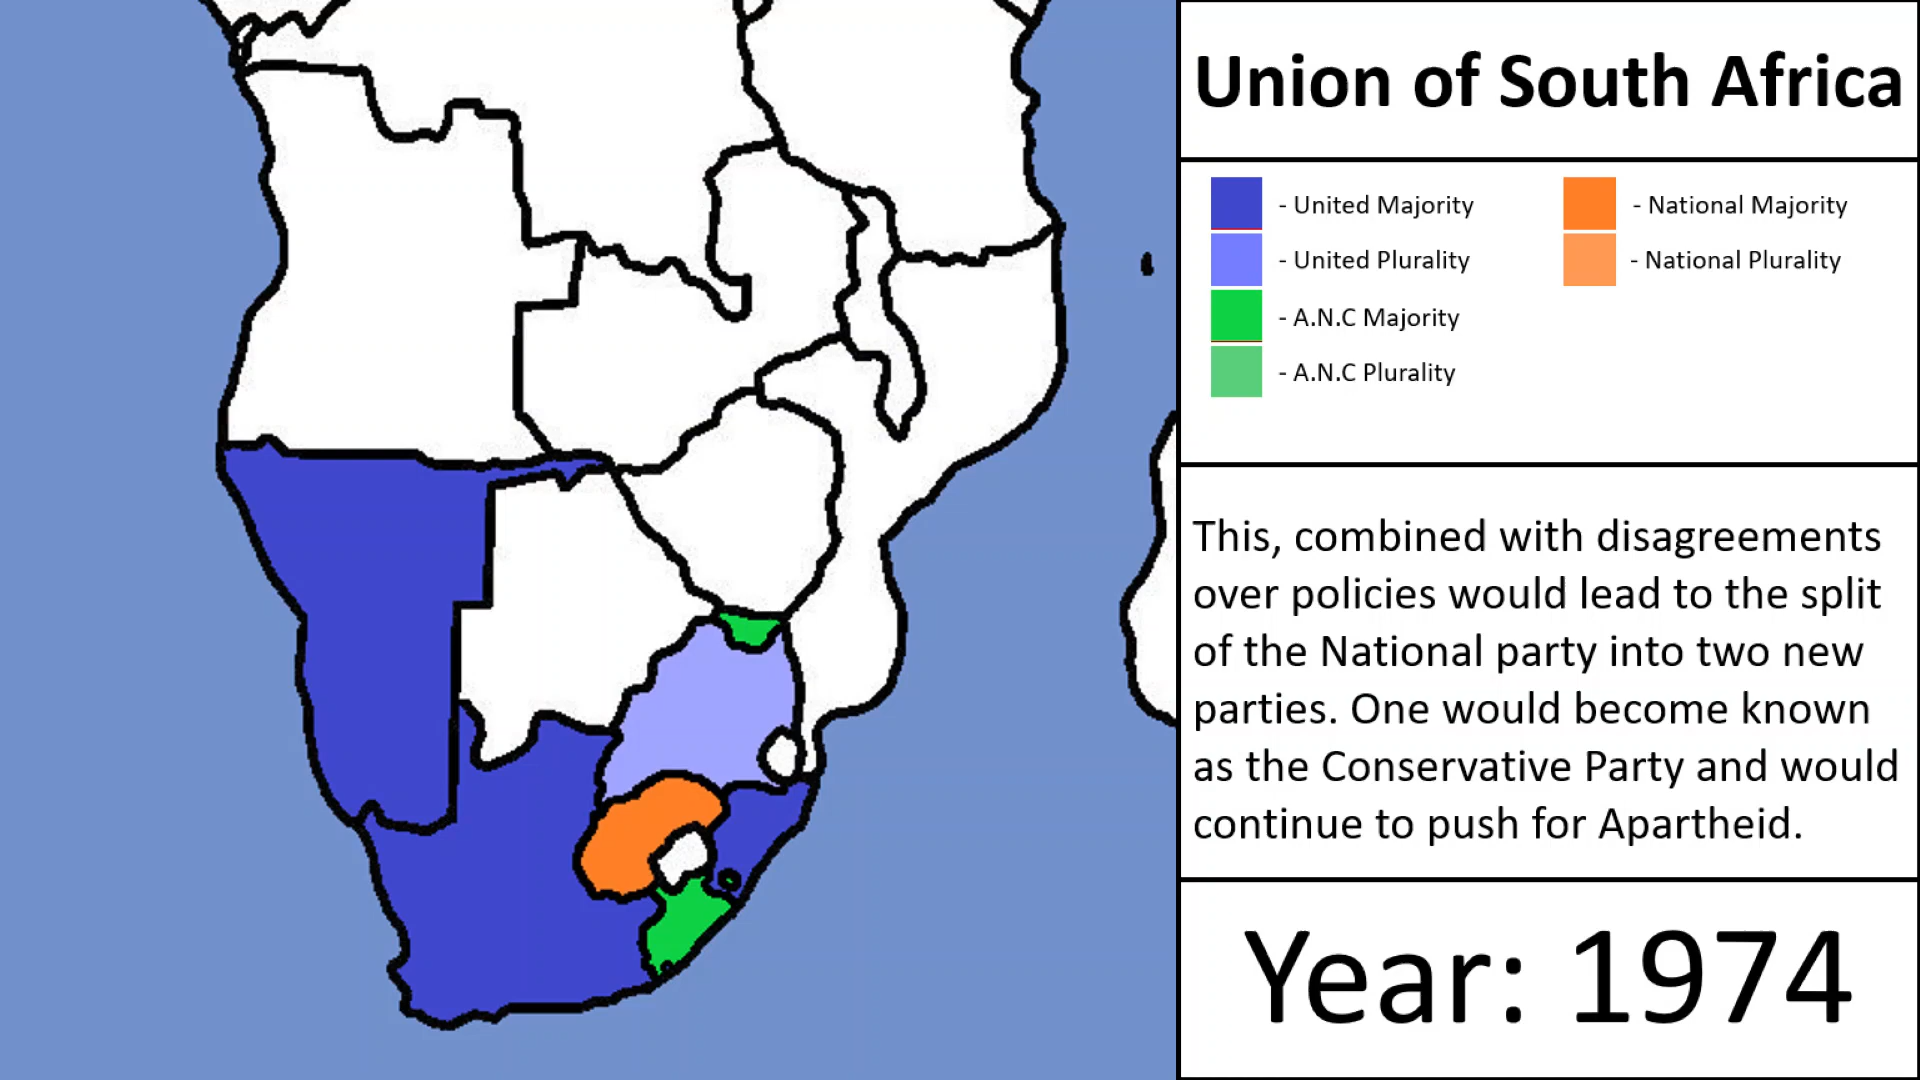 Union of South Africa
- United Majority
- National Majority
- United Plurality
- National Plurality
- A.N.C Majority
- A.N.C Plurality
This, combined with disagreements
over policies would lead to the split
of the National party into two new
parties. One would become known
as the Conservative Party and would
continue to push for Apartheid.
Year: 1974